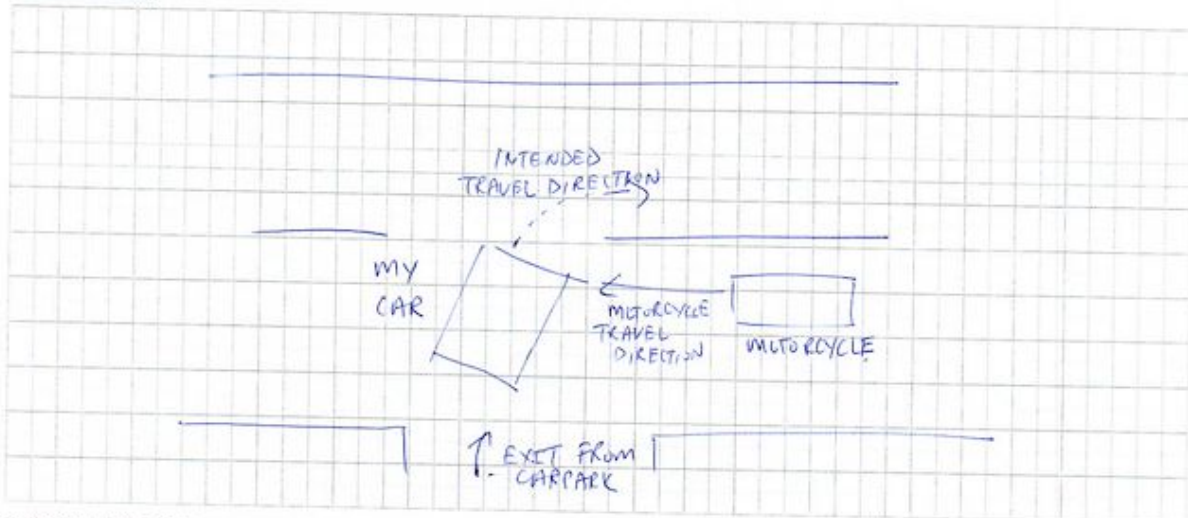 INTENDED
TRAVEL DIRECTION
MY
CAR
MOTORCYCLE
TRAVEL
DIRECTION
MOTORCYCLE
EXIT FROM
CARPARK